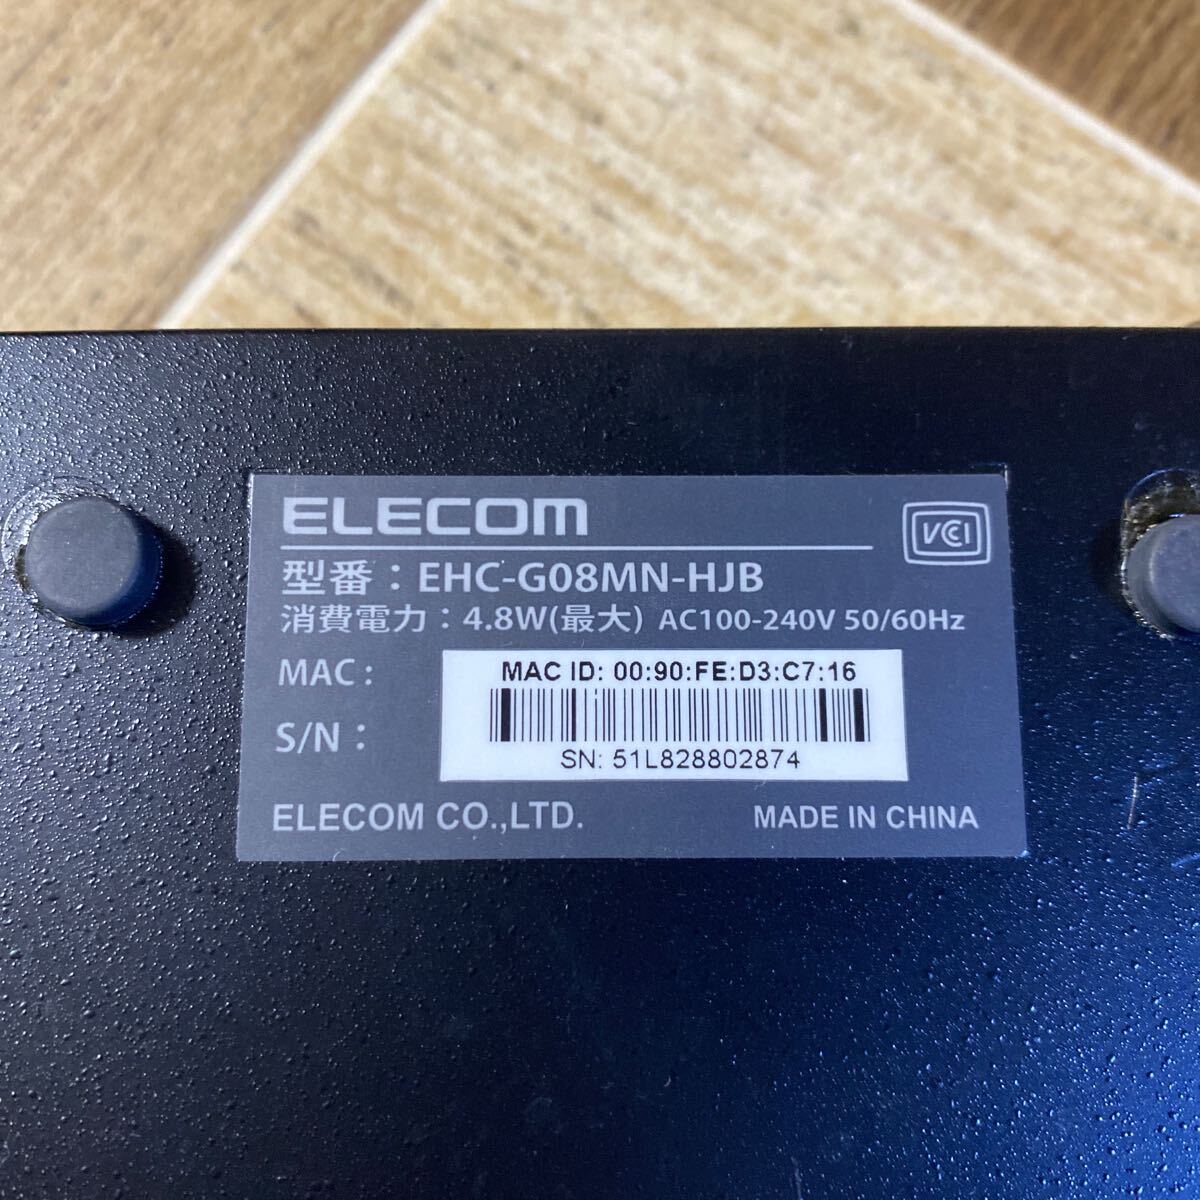 ELECOM
VCCI
型番：EHC-G08MN-HJB
消費電力：4.8W(最大) AC100-240V 50/60Hz
MAC: MAC ID: 00:90:FE:D3:C7:16
S/N： SN: 51L828802874
ELECOM CO.,LTD. MADE IN CHINA